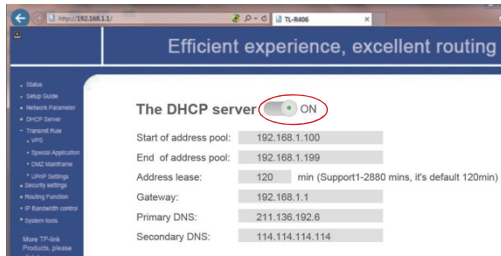 http://192.168.1.1/
TL-R406
Efficient experience, excellent routing
Status
Setup Guide
Network Parameter
DHCP Server
Transmit Rule
VPS
Special Application
DMZ Mainframe
UPnP Settings
Security settings
Routing Function
IP Bandwidth control
System tools
More TP-link
Products, please
The DHCP server ON
Start of address pool: 192.168.1.100
End of address pool: 192.168.1.199
Address lease: 120 min (Support1-2880 mins, it's default 120min)
Gateway: 192.168.1.1
Primary DNS: 211.136.192.6
Secondary DNS: 114.114.114.114